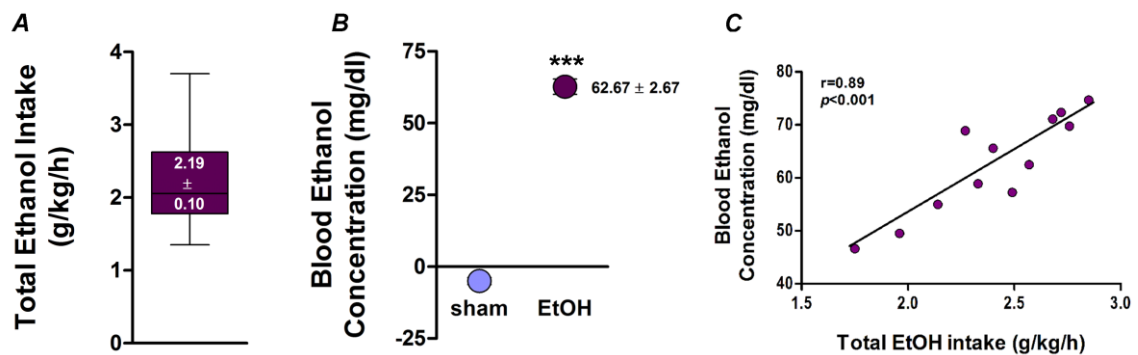 A
Total Ethanol Intake
(g/kg/h)
4
3
2
1
0
2.19
±
0.10
B
Blood Ethanol
Concentration (mg/dl)
75
50
25
0
-25
***
62.67 ± 2.67
sham
EtOH
C
Blood Ethanol
Concentration (mg/dl)
80
70
60
50
40
r=0.89
p<0.001
1.5
2.0
2.5
3.0
Total EtOH intake (g/kg/h)